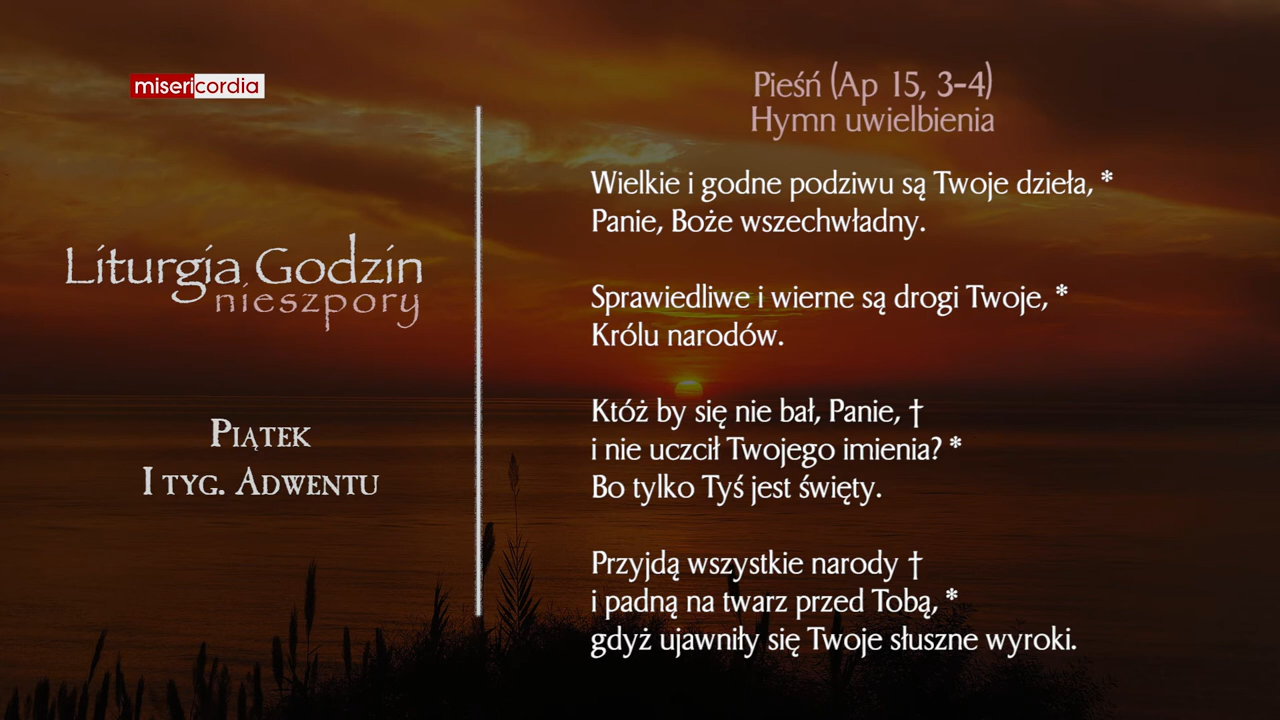 misericordia
Liturgia Godzin
nieszpory
Piątek
I tyg. Adwentu
Pieśń (Ap 15, 3-4)
Hymn uwielbienia
Wielkie i godne podziwu są Twoje dzieła, *
Panie, Boże wszechwładny.
Sprawiedliwe i wierne są drogi Twoje, *
Królu narodów.
Któż by się nie bał, Panie, †
i nie uczcił Twojego imienia? *
Bo tylko Tyś jest święty.
Przyjdą wszystkie narody †
i padną na twarz przed Tobą, *
gdyż ujawniły się Twoje słuszne wyroki.